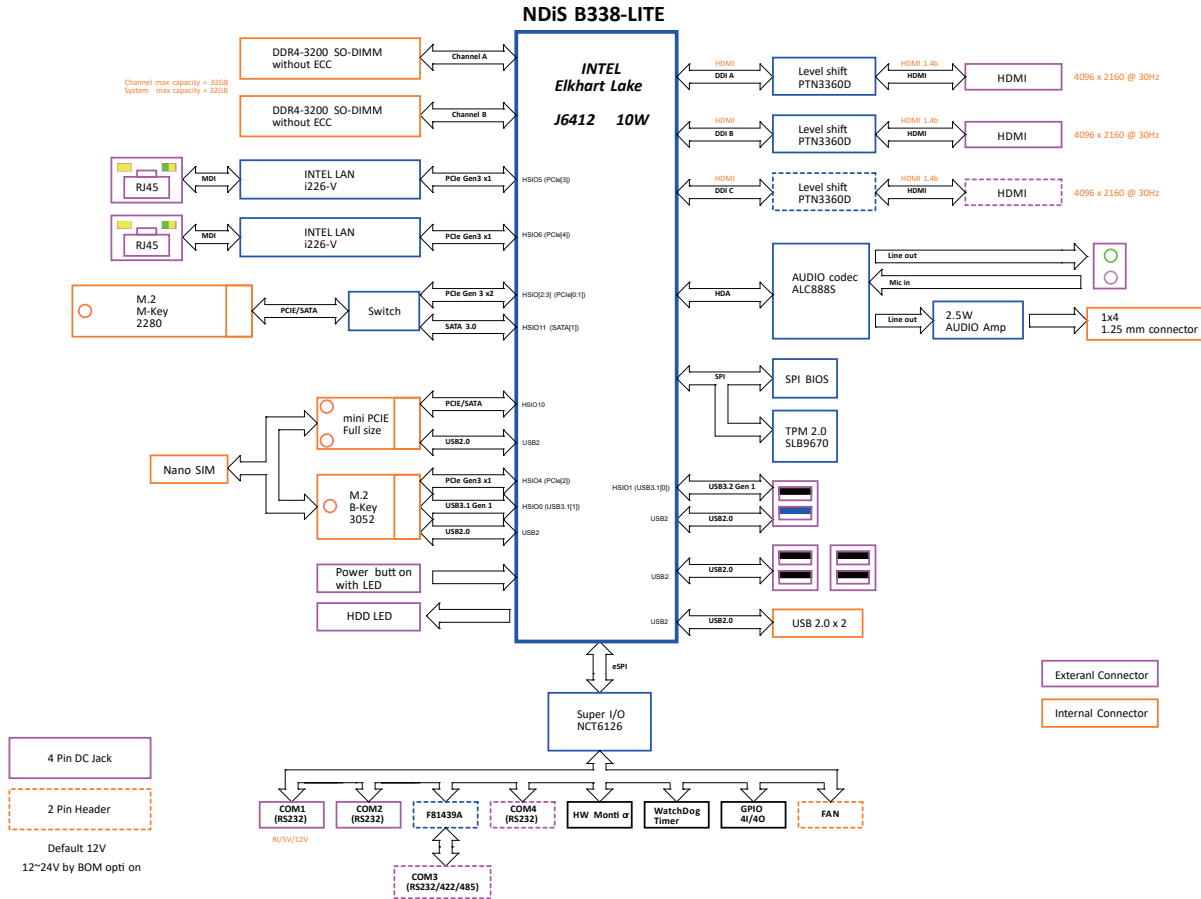 NDiS B338-LITE
INTEL
Elkhart Lake
J6412 10W
DDR4-3200 SO-DIMM
without ECC
Channel A
Channel max capacity = 32GB
System max capacity = 32GB
DDR4-3200 SO-DIMM
without ECC
Channel B
RJ45
MDI
INTEL LAN
i226-V
PCIe Gen3 x1
HSIO5 (PCIe[3])
RJ45
MDI
INTEL LAN
i226-V
PCIe Gen3 x1
HSIO6 (PCIe[4])
M.2
M-Key
2280
PCIE/SATA
Switch
PCIe Gen 3 x2
HSIO[2:3] (PCIe[0:1])
SATA 3.0
HSIO11 (SATA[1])
Nano SIM
mini PCIE
Full size
PCIE/SATA
HSIO10
USB2.0
USB2
M.2
B-Key
3052
PCIe Gen3 x1
HSIO4 (PCIe[2])
USB3.1 Gen 1
HSIO0 (USB3.1[1])
USB2.0
USB2
Power butt on
with LED
HDD LED
HDMI
DDI A
Level shift
PTN3360D
HDMI 1.4b
HDMI
HDMI
4096 x 2160 @ 30Hz
HDMI
DDI B
Level shift
PTN3360D
HDMI 1.4b
HDMI
HDMI
4096 x 2160 @ 30Hz
HDMI
DDI C
Level shift
PTN3360D
HDMI 1.4b
HDMI
HDMI
4096 x 2160 @ 30Hz
HDA
AUDIO codec
ALC888S
Line out
Mic in
Line out
2.5W
AUDIO Amp
1x4
1.25 mm connector
SPI
SPI BIOS
TPM 2.0
SLB9670
HSIO1 (USB3.1[0])
USB3.2 Gen 1
USB2
USB2.0
USB2
USB2.0
USB2
USB2.0
USB 2.0 x 2
eSPI
Super I/O
NCT6126
COM1
(RS232)
RI/5V/12V
COM2
(RS232)
F81439A
COM4
(RS232)
HW Monti or
WatchDog
Timer
GPIO
4I/4O
FAN
COM3
(RS232/422/485)
Exteranl Connector
Internal Connector
4 Pin DC Jack
2 Pin Header
Default 12V
12~24V by BOM opti on